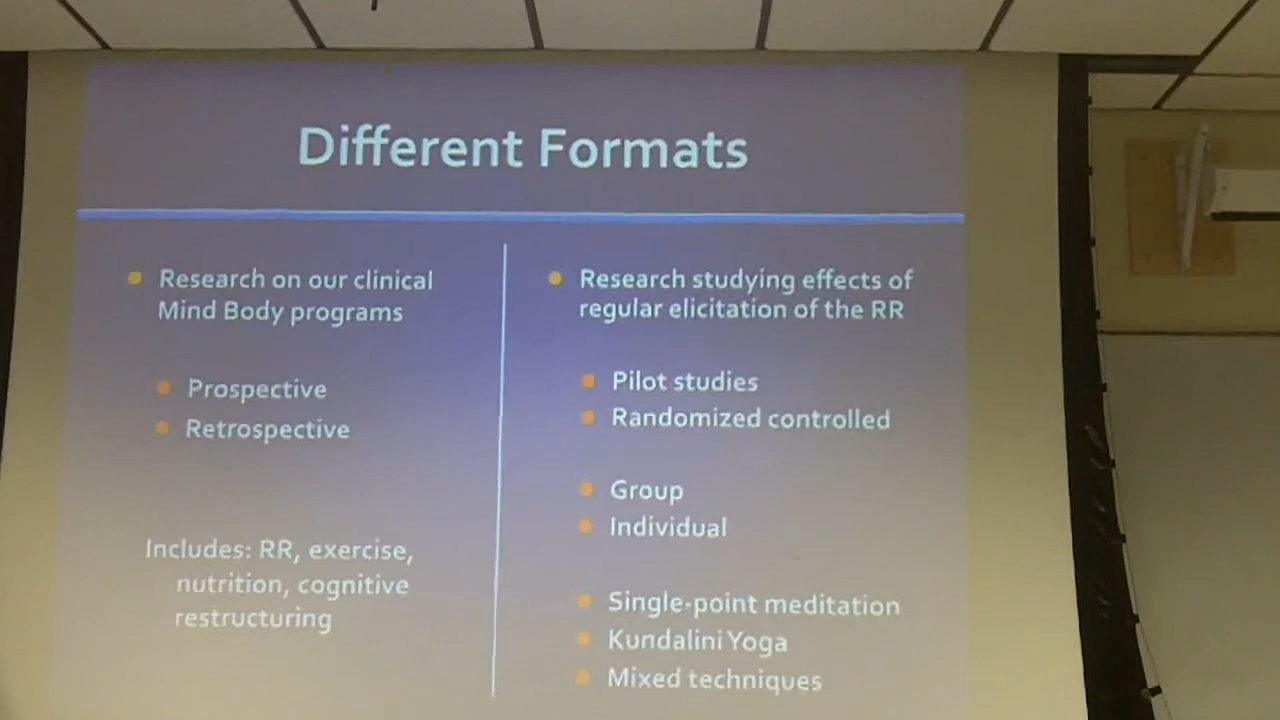 Different Formats
Research on our clinical
Mind Body programs
Prospective
Retrospective
Includes: RR, exercise,
nutrition, cognitive
restructuring
Research studying effects of
regular elicitation of the RR
Pilot studies
Randomized controlled
Group
Individual
Single-point meditation
Kundalini Yoga
Mixed techniques